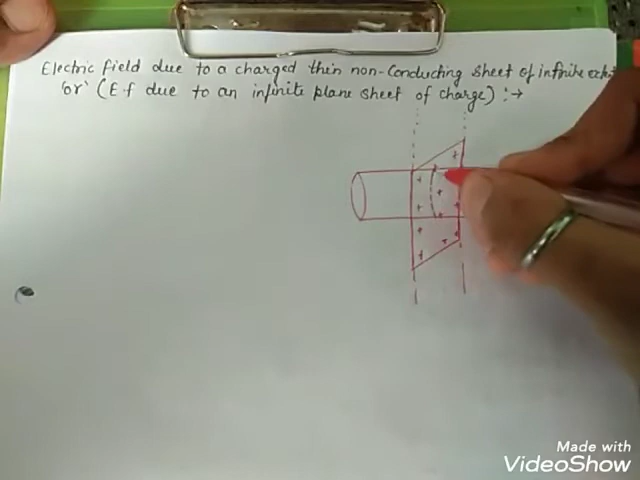 Electric field due to a charged thin non-Conducting sheet of infinite
or (E.f due to an infinite plane sheet of charge) :→
Made with
VideoShow